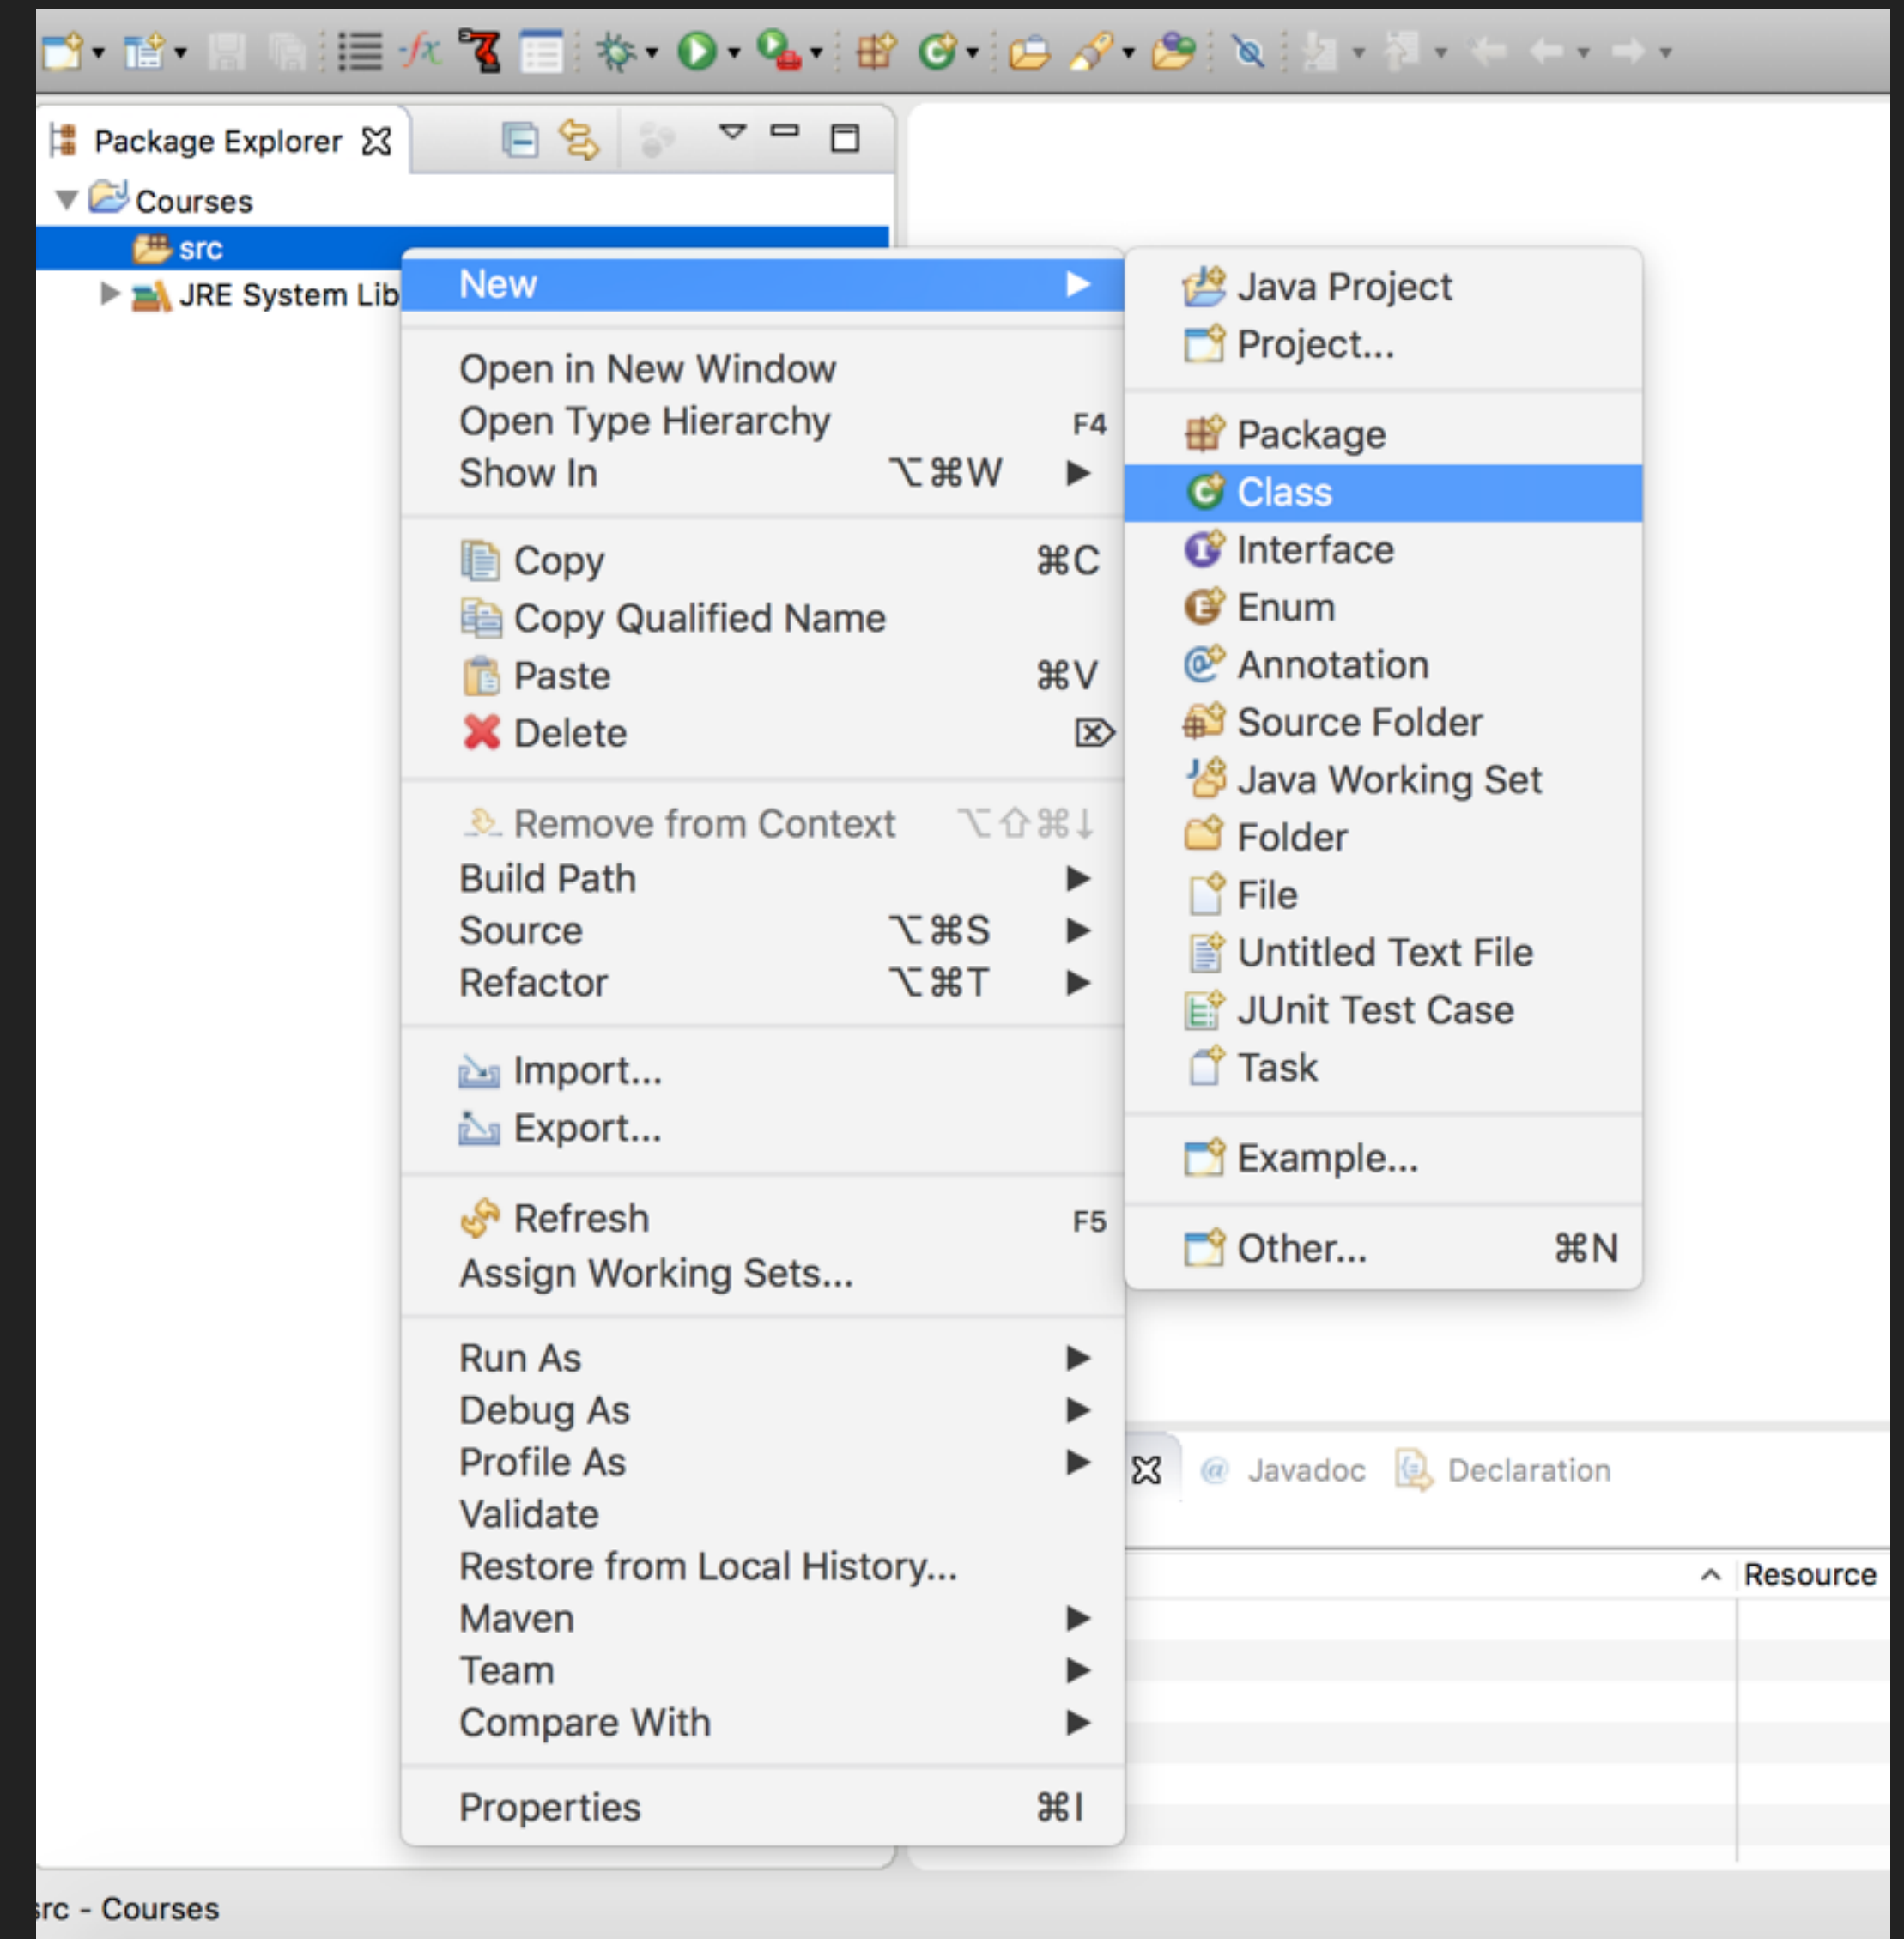 Package Explorer
Courses
src
JRE System Lib
New
Open in New Window
Open Type Hierarchy F4
Show In ⌥⌘W
Copy ⌘C
Copy Qualified Name
Paste ⌘V
Delete ⌦
Remove from Context ⌥⇧⌘↓
Build Path
Source ⌥⌘S
Refactor ⌥⌘T
Import...
Export...
Refresh F5
Assign Working Sets...
Run As
Debug As
Profile As
Validate
Restore from Local History...
Maven
Team
Compare With
Properties ⌘I
Java Project
Project...
Package
Class
Interface
Enum
Annotation
Source Folder
Java Working Set
Folder
File
Untitled Text File
JUnit Test Case
Task
Example...
Other... ⌘N
@ Javadoc Declaration
Resource
src - Courses